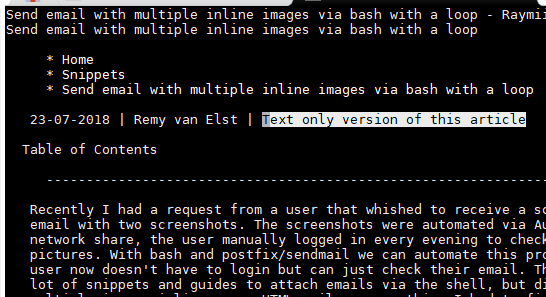 Send email with multiple inline images via bash with a loop - Raymii
Send email with multiple inline images via bash with a loop
* Home
* Snippets
* Send email with multiple inline images via bash with a loop
23-07-2018 | Remy van Elst | Text only version of this article
Table of Contents
Recently I had a request from a user that whished to receive a sc
email with two screenshots. The screenshots were automated via Au
network share, the user manually logged in every evening to check
pictures. With bash and postfix/sendmail we can automate this pro
user now doesn't have to login but can just check their email. Th
lot of snippets and guides to attach emails via the shell, but di